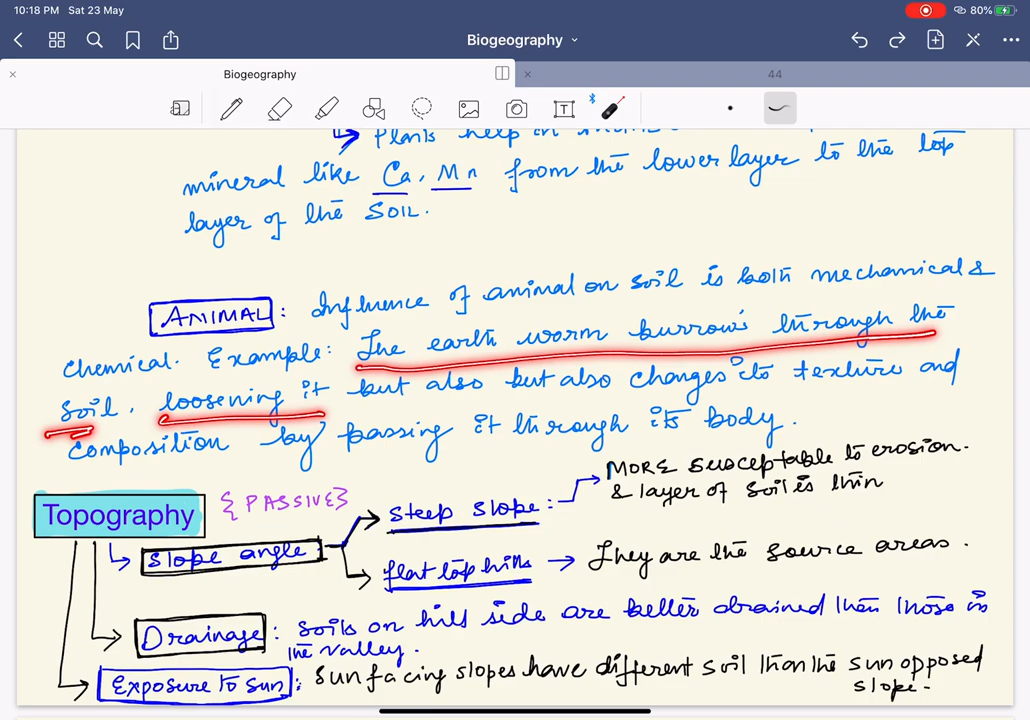 10:18 PM Sat 23 May
80%
Biogeography
Biogeography
44
T
↳ Plants help in
mineral like Ca, Mn from the lower layer to the top
layer of the SOIL.
ANIMAL: Influence of animal on soil is both mechanical &
chemical. Example: The earth worm burrows through the
soil, loosening it but also but also changes its texture and
composition by passing it through its body.
Topography {PASSIVE}
Slope angle:
Steep slope:
MORE susceptable to erosion.
& layer of soil is thin
flat top hills → They are the source areas.
Drainage: Soils on hill side are better drained than those in
the valley.
Exposure to Sun: Sun facing slopes have different soil than the sun opposed
slope.